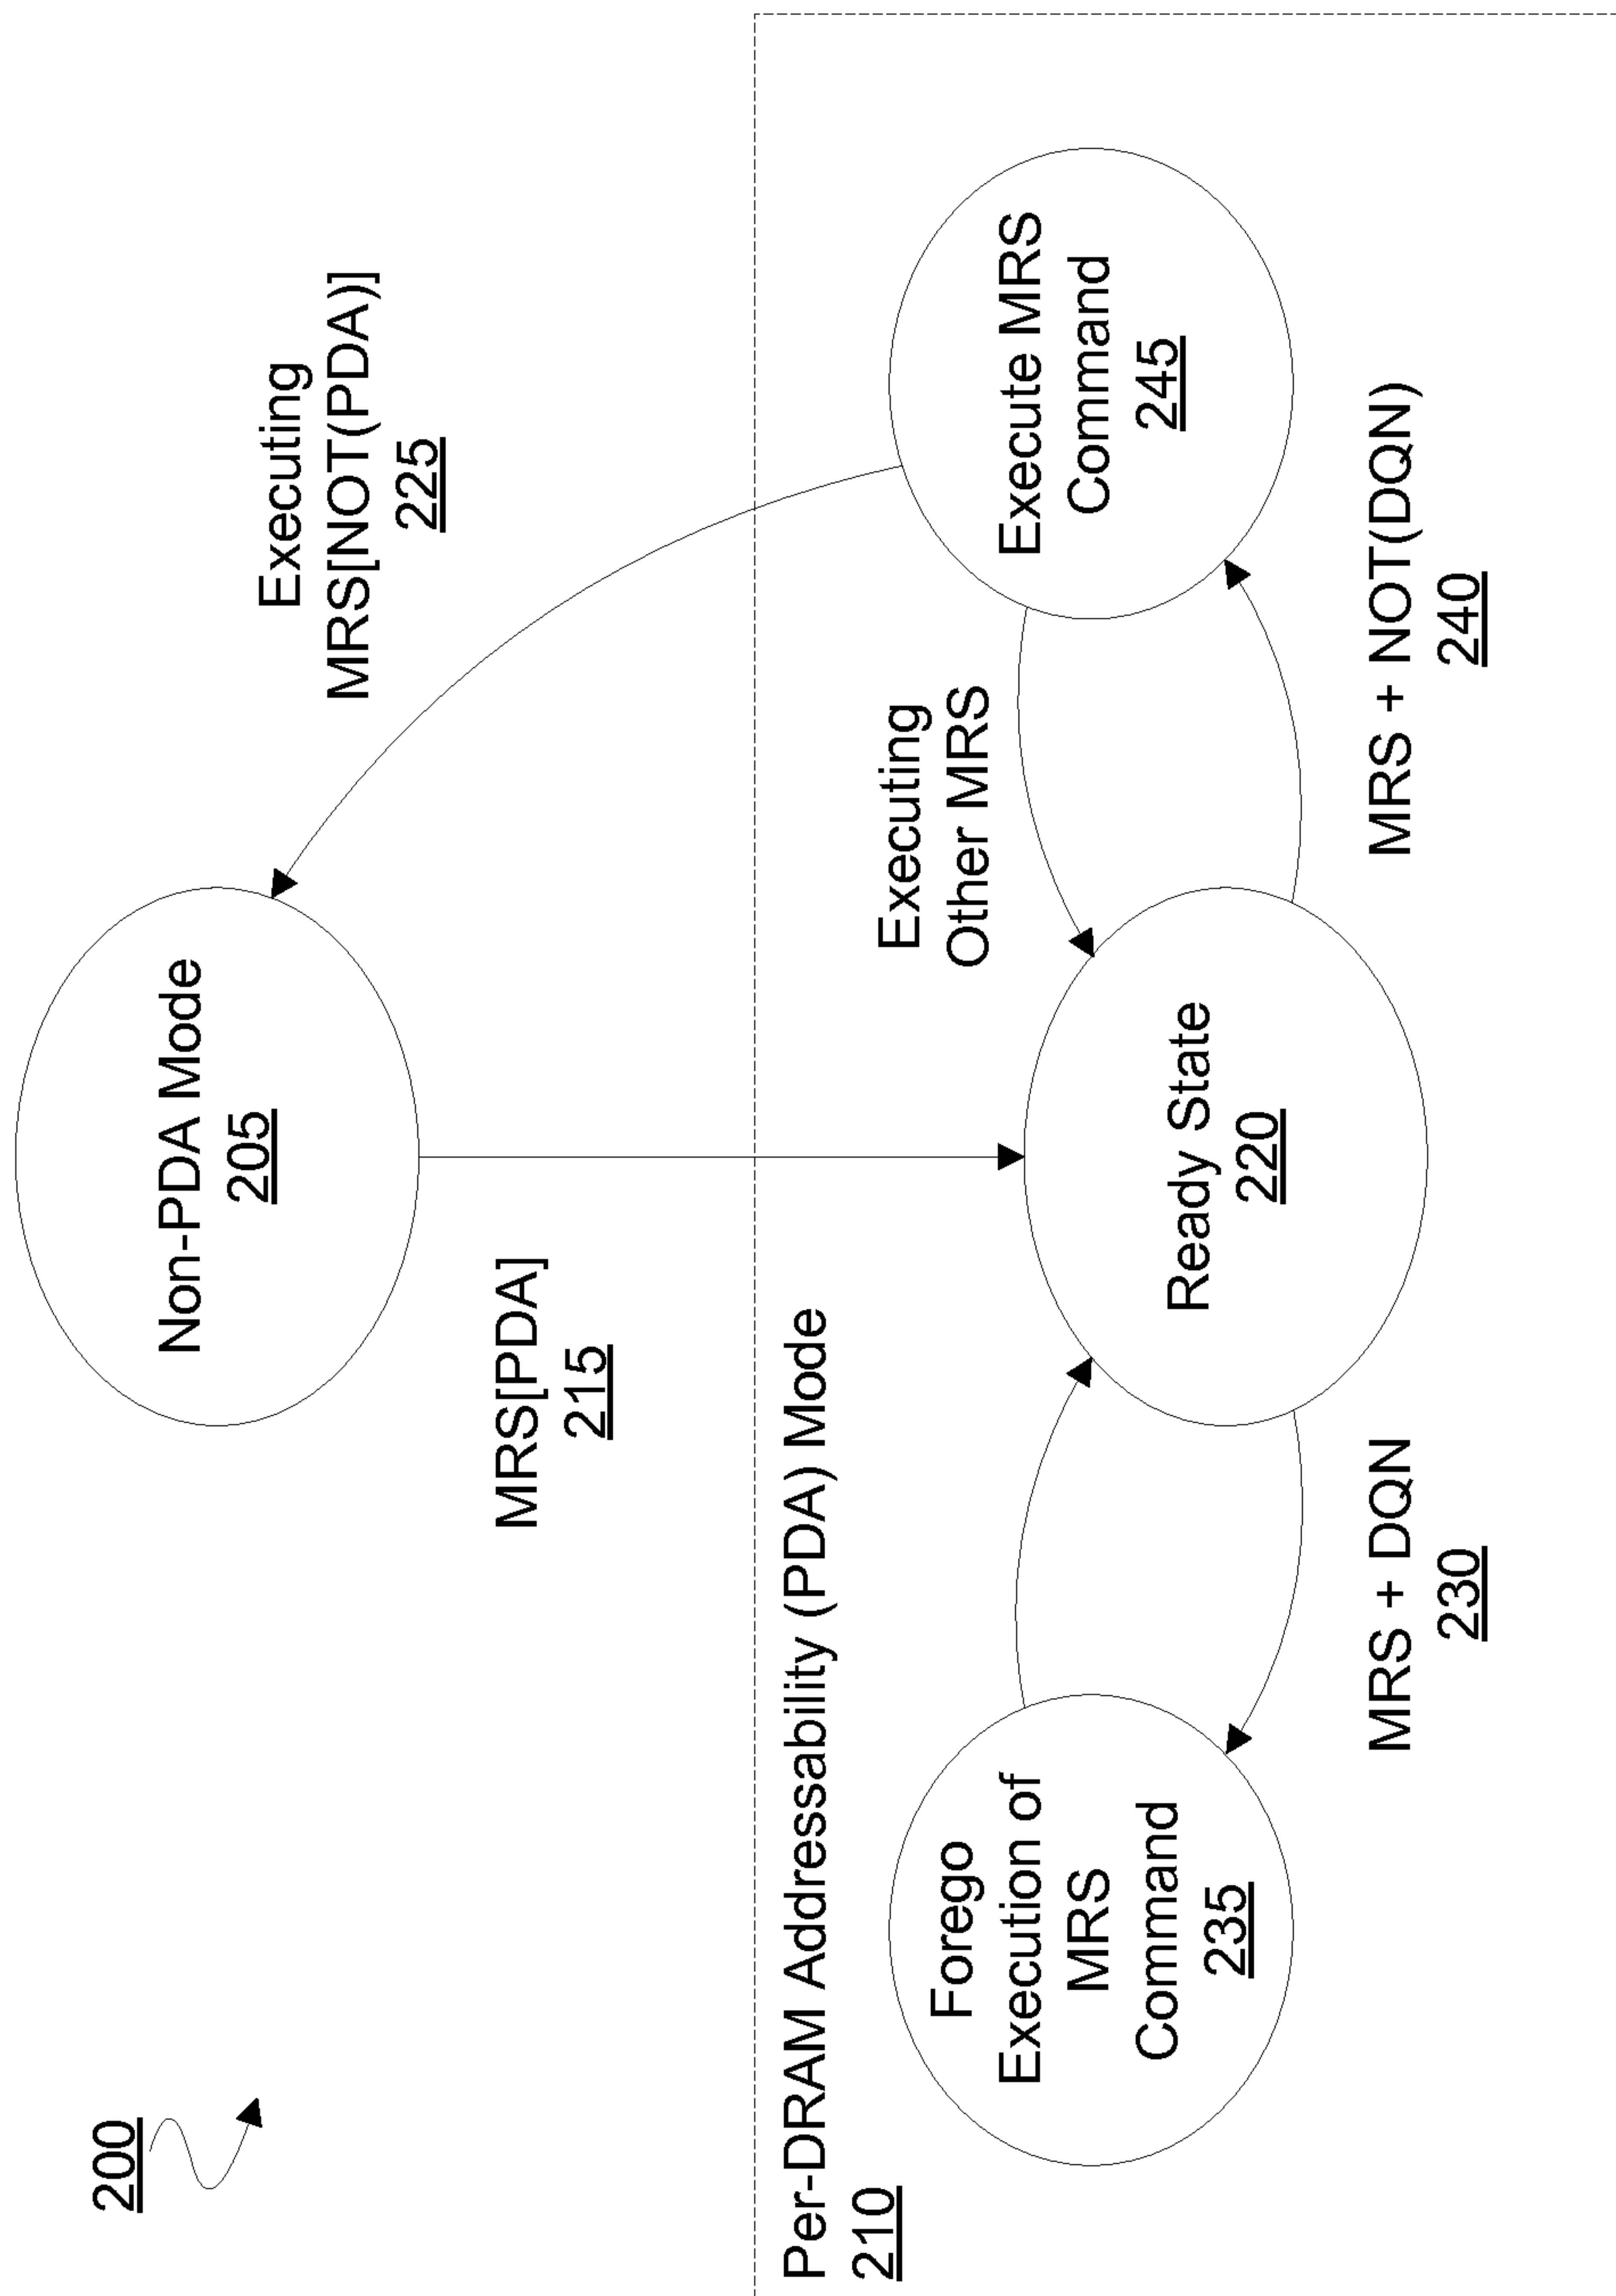 200
Non-PDA Mode
205
Executing
MRS[NOT(PDA)]
225
MRS[PDA]
215
Per-DRAM Addressability (PDA) Mode
210
Forego
Execution of
MRS
Command
235
Executing
Other MRS
Ready State
220
Execute MRS
Command
245
MRS + DQN
230
MRS + NOT(DQN)
240